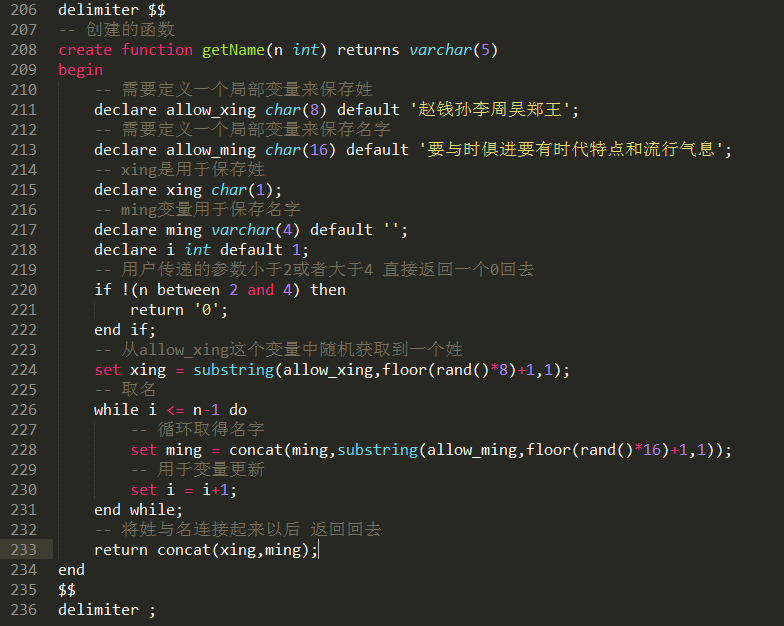 206 delimiter $$
207 -- 创建的函数
208 create function getName(n int) returns varchar(5)
209 begin
210 -- 需要定义一个局部变量来保存姓
211 declare allow_xing char(8) default '赵钱孙李周吴郑王';
212 -- 需要定义一个局部变量来保存名字
213 declare allow_ming char(16) default '要与时俱进要有时代特点和流行气息';
214 -- xing是用于保存姓
215 declare xing char(1);
216 -- ming变量用于保存名字
217 declare ming varchar(4) default '';
218 declare i int default 1;
219 -- 用户传递的参数小于2或者大于4 直接返回一个0回去
220 if !(n between 2 and 4) then
221 return '0';
222 end if;
223 -- 从allow_xing这个变量中随机获取到一个姓
224 set xing = substring(allow_xing,floor(rand()*8)+1,1);
225 -- 取名
226 while i <= n-1 do
227 -- 循环取得名字
228 set ming = concat(ming,substring(allow_ming,floor(rand()*16)+1,1));
229 -- 用于变量更新
230 set i = i+1;
231 end while;
232 -- 将姓与名连接起来以后 返回回去
233 return concat(xing,ming);
234 end
235 $$
236 delimiter ;